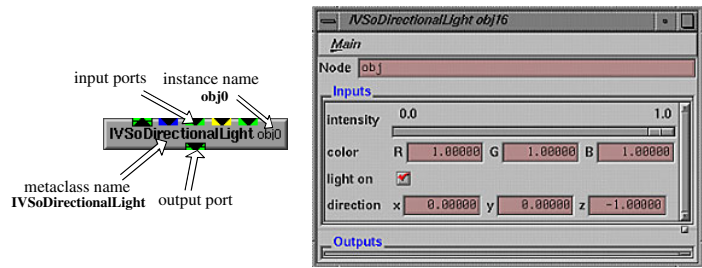 input ports
instance name
obj0
IVSoDirectionalLight obj0
metaclass name
IVSoDirectionalLight
output port
IVSoDirectionalLight obj16
Main
Node obj
Inputs
intensity 0.0 1.0
color R 1.00000 G 1.00000 B 1.00000
light on
direction x 0.00000 y 0.00000 z -1.00000
Outputs